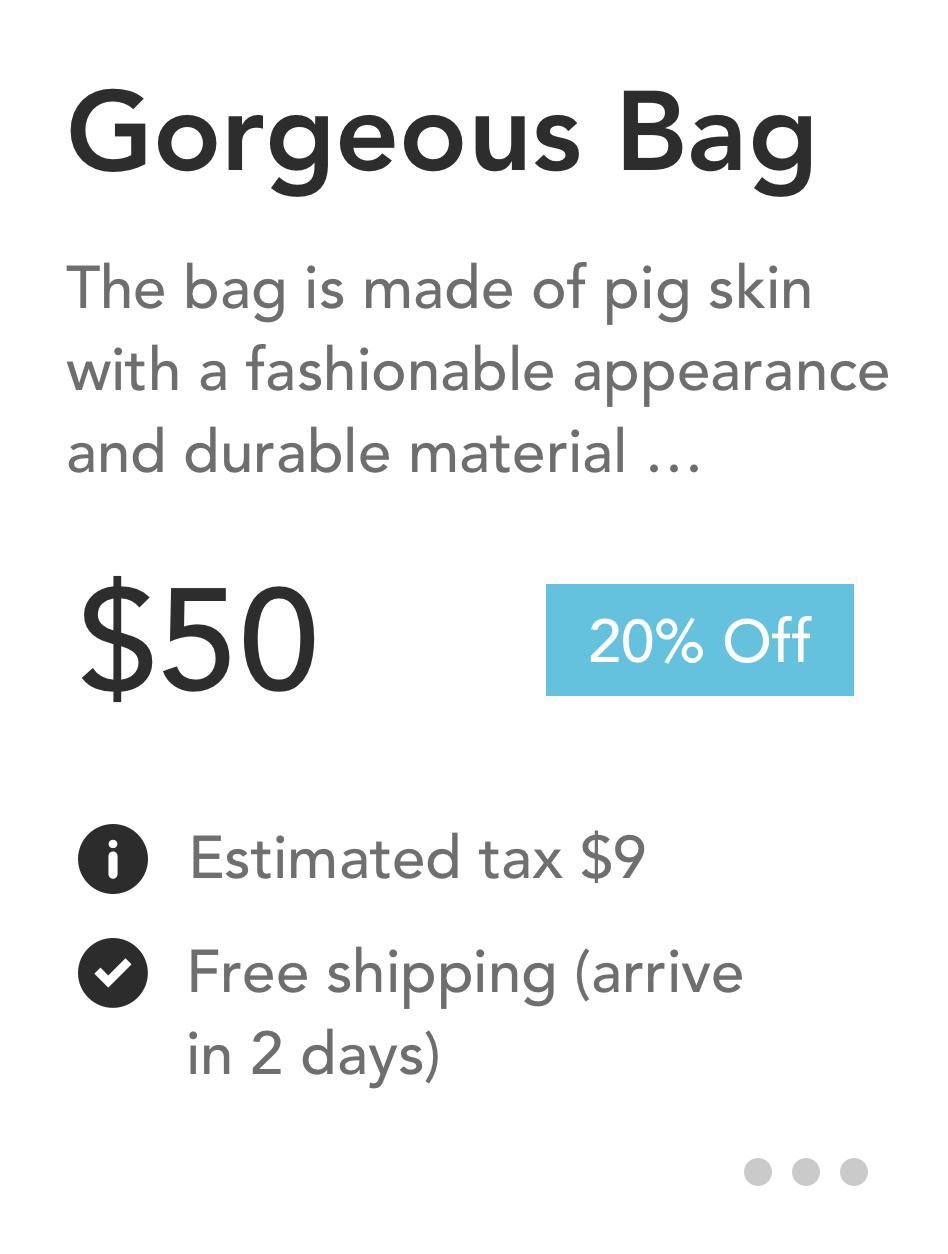 Gorgeous Bag
The bag is made of pig skin
with a fashionable appearance
and durable material ...
$50
20% Off
Estimated tax $9
Free shipping (arrive
in 2 days)